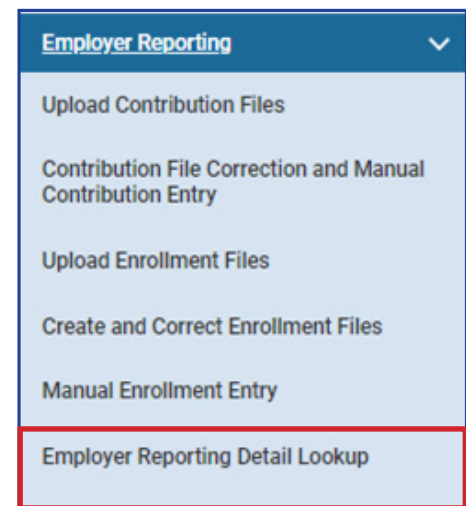 Employer Reporting
Upload Contribution Files
Contribution File Correction and Manual
Contribution Entry
Upload Enrollment Files
Create and Correct Enrollment Files
Manual Enrollment Entry
Employer Reporting Detail Lookup